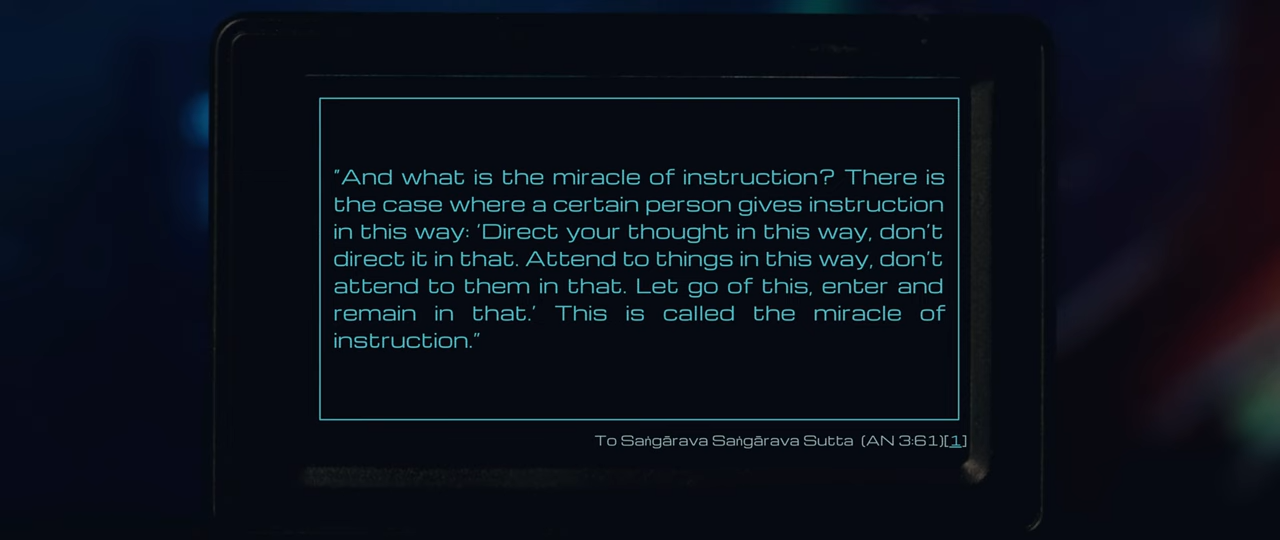 "And what is the miracle of instruction? There is
the case where a certain person gives instruction
in this way: 'Direct your thought in this way, don't
direct it in that. Attend to things in this way, don't
attend to them in that. Let go of this, enter and
remain in that.' This is called the miracle of
instruction."
To Saṅgārava Saṅgārava Sutta (AN 3:61)[1]